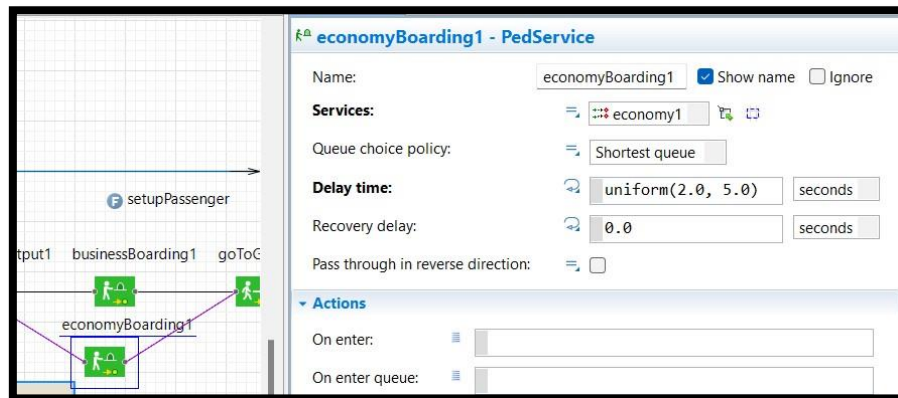 setupPassenger
tput1 businessBoarding1 goToG
economyBoarding1
economyBoarding1 - PedService
Name: economyBoarding1 Show name Ignore
Services: economy1
Queue choice policy: Shortest queue
Delay time: uniform(2.0, 5.0) seconds
Recovery delay: 0.0 seconds
Pass through in reverse direction:
Actions
On enter:
On enter queue: